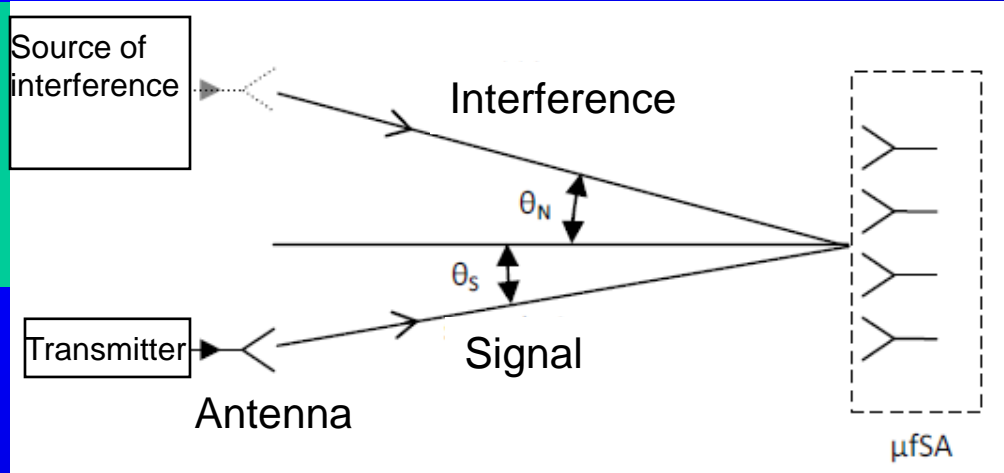 Source of
interference
Interference
θN
θS
Transmitter
Signal
Antenna
μfSA